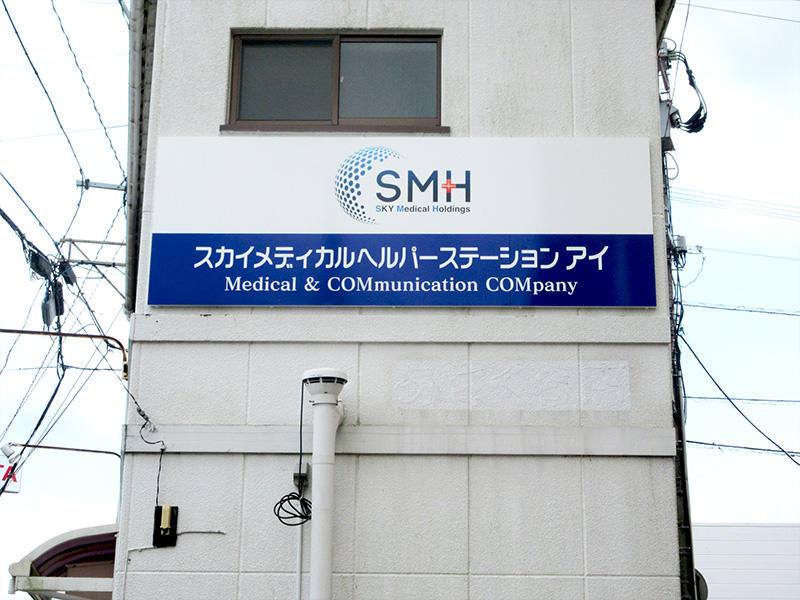 SMH
SKY Medical Holdings
スカイメディカルヘルパーステーション アイ
Medical & COMmunication COMpany
TA